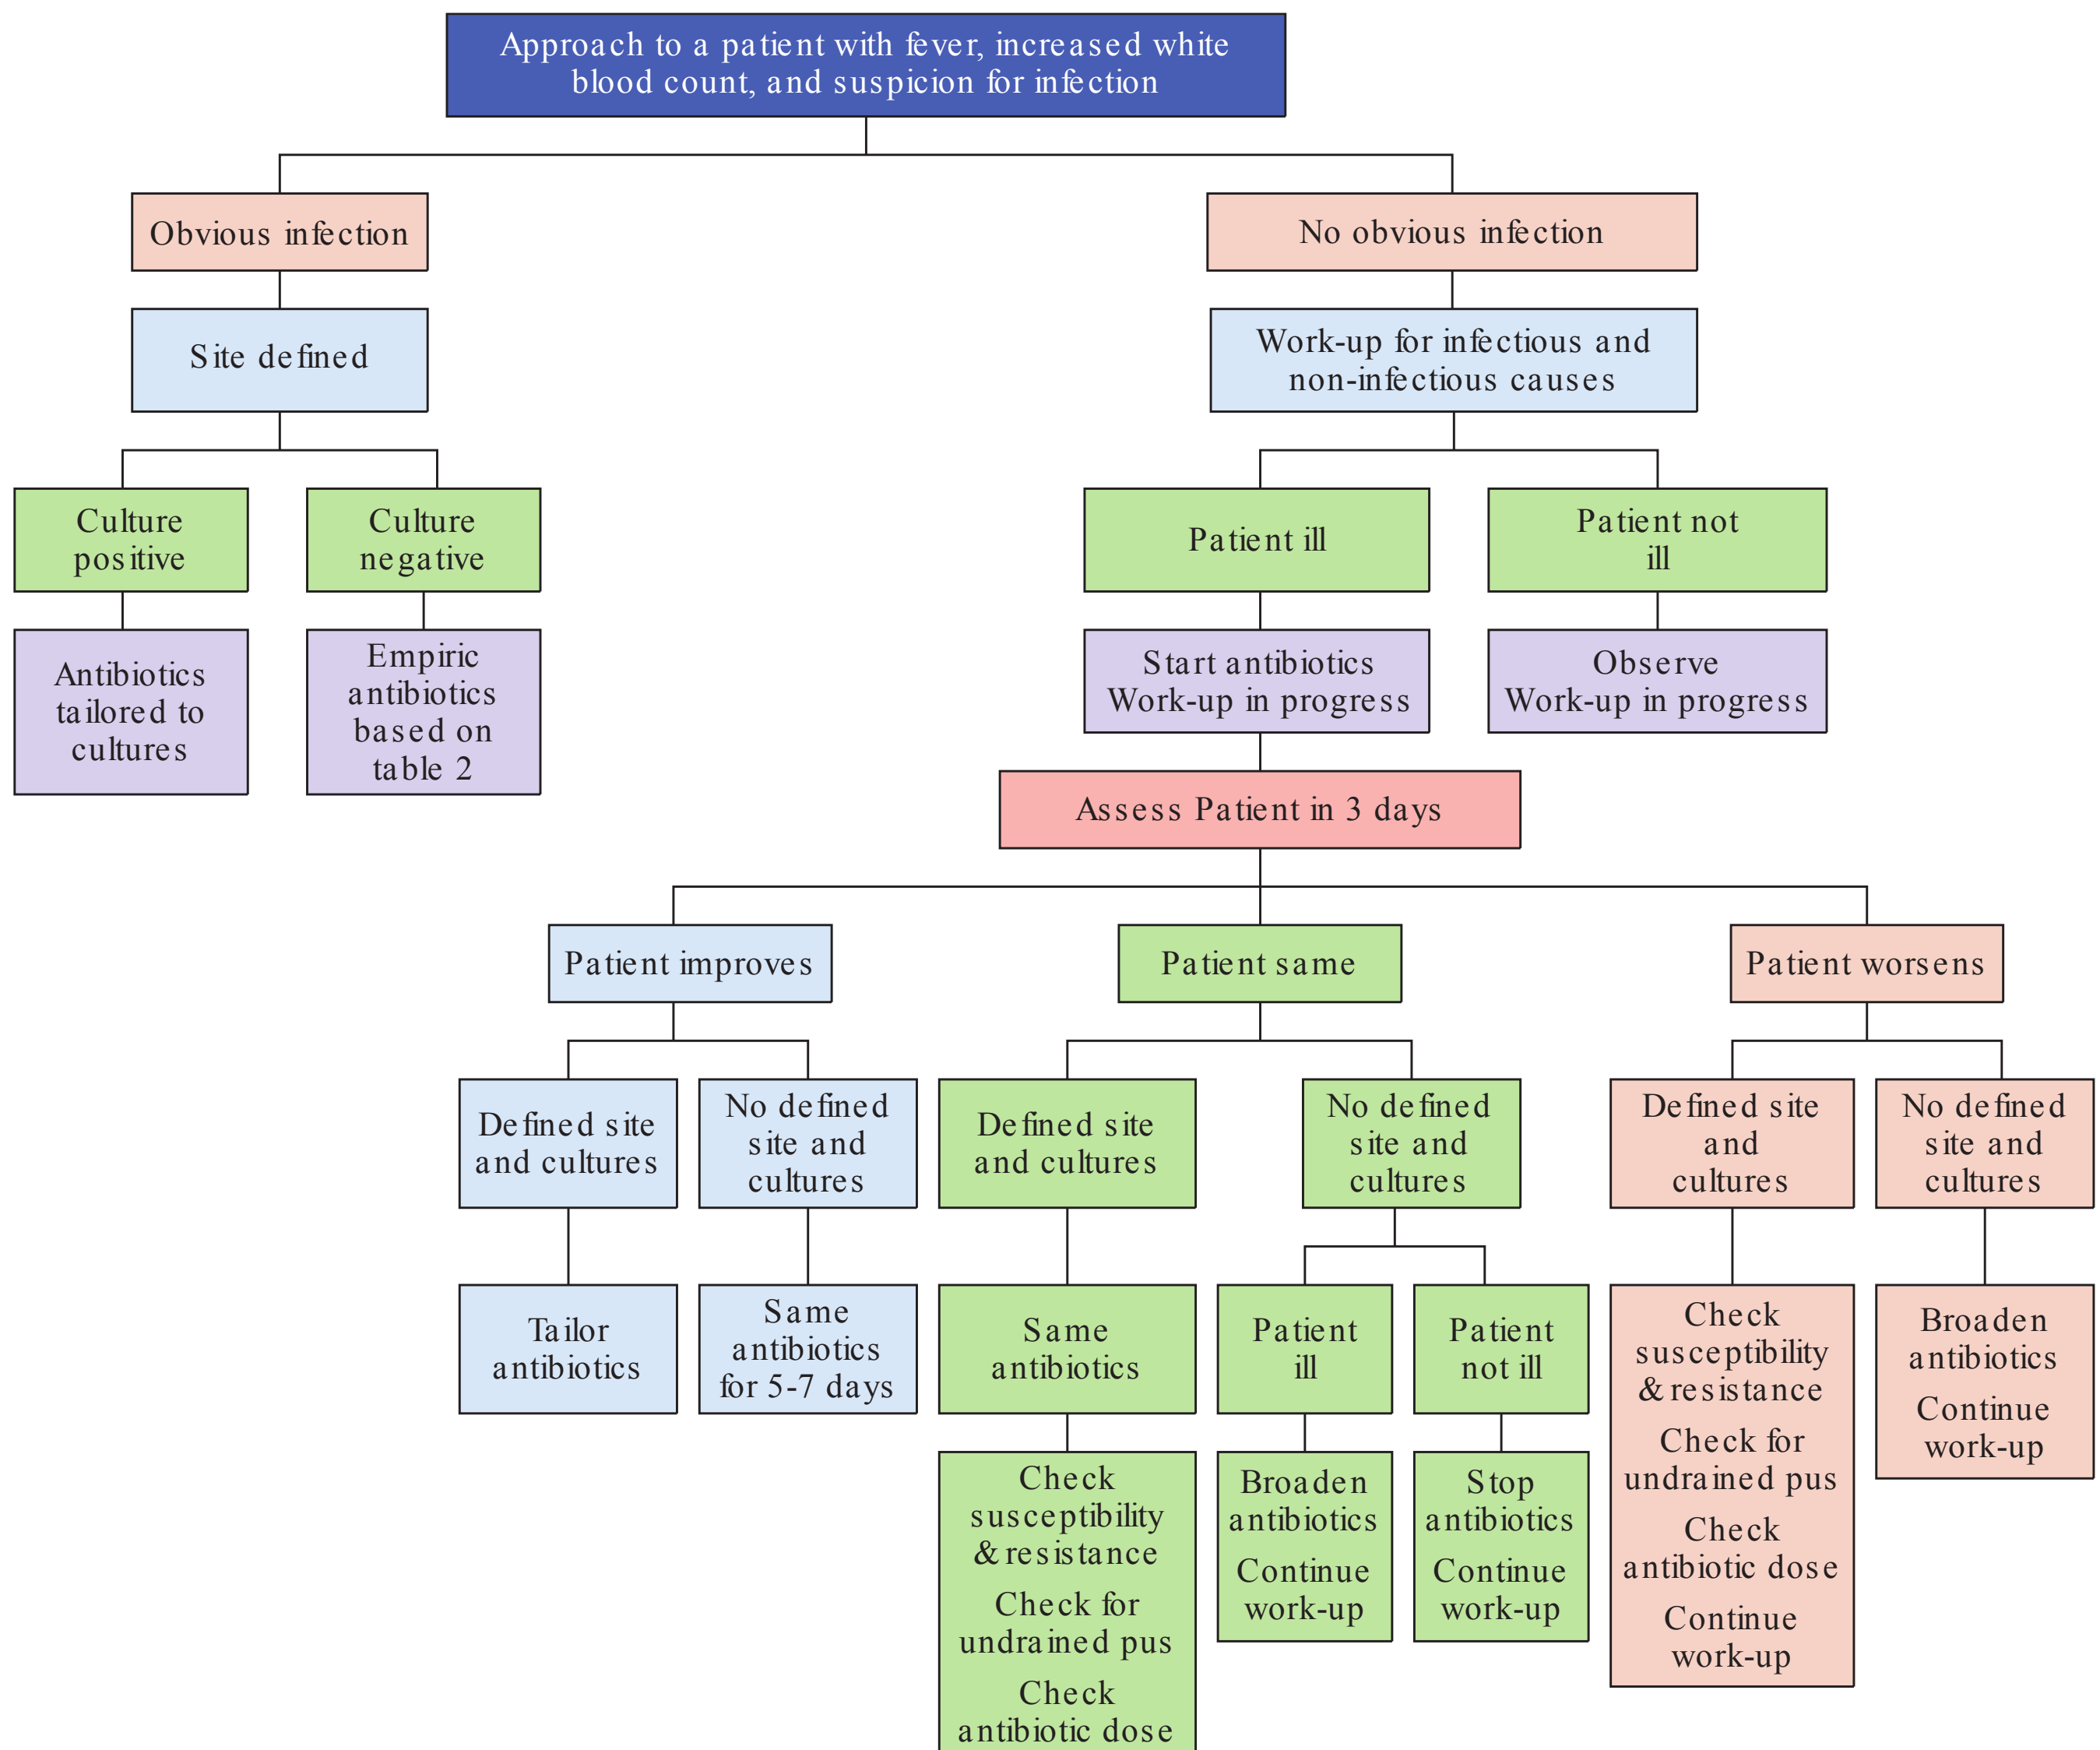 Approach to a patient with fever, increased white
blood count, and suspicion for infection
Obvious infection
No obvious infection
Site defined
Work-up for infectious and
non-infectious causes
Culture
positive
Culture
negative
Patient ill
Patient not
ill
Antibiotics
tailored to
cultures
Empiric
antibiotics
based on
table 2
Start antibiotics
Work-up in progress
Observe
Work-up in progress
Assess Patient in 3 days
Patient improves
Patient same
Patient worsens
Defined site
and cultures
No defined
site and
cultures
Defined site
and cultures
No defined
site and
cultures
Defined site
and
cultures
No defined
site and
cultures
Tailor
antibiotics
Same
antibiotics
for 5-7 days
Same
antibiotics
Patient
ill
Patient
not ill
Check
susceptibility
& resistance
Check for
undrained pus
Check
antibiotic dose
Continue
work-up
Broaden
antibiotics
Continue
work-up
Check
susceptibility
& resistance
Check for
undrained pus
Check
antibiotic dose
Broaden
antibiotics
Continue
work-up
Stop
antibiotics
Continue
work-up